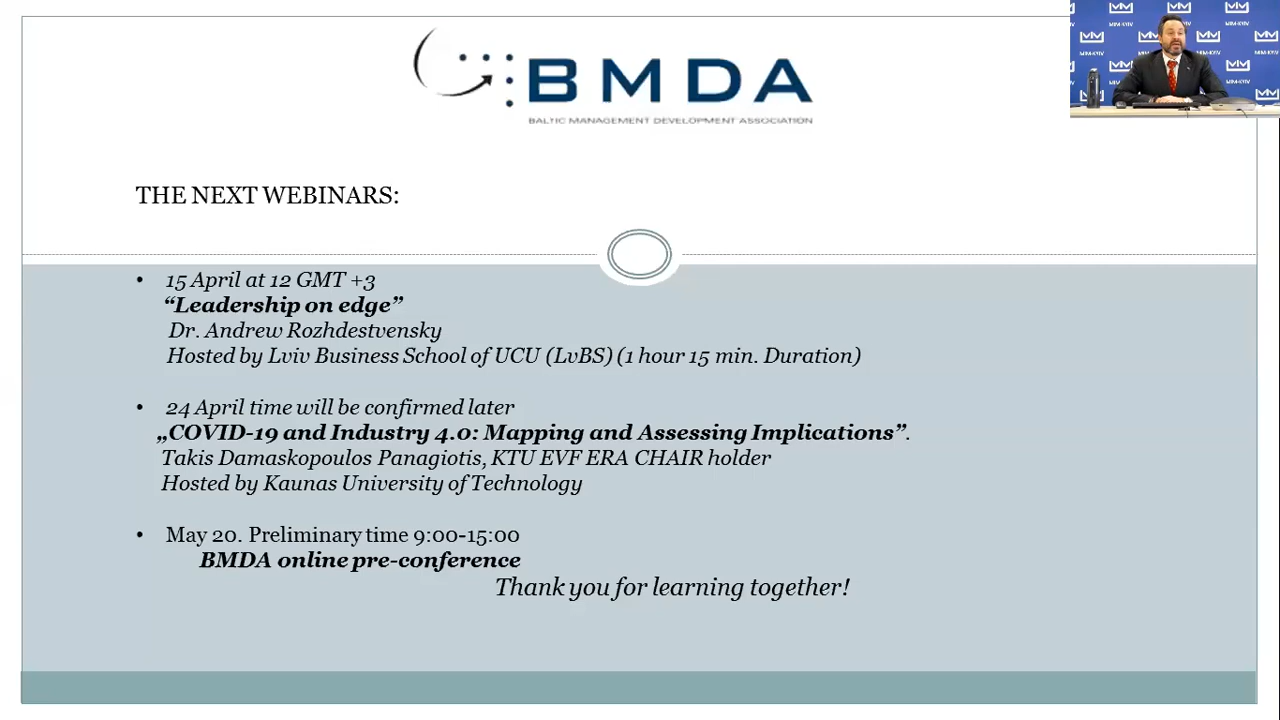 BMDA
BALTIC MANAGEMENT DEVELOPMENT ASSOCIATION
MIM-KYIV
THE NEXT WEBINARS:
• 15 April at 12 GMT +3
“Leadership on edge”
Dr. Andrew Rozhdestvensky
Hosted by Lviv Business School of UCU (LvBS) (1 hour 15 min. Duration)
• 24 April time will be confirmed later
„COVID-19 and Industry 4.0: Mapping and Assessing Implications”.
Takis Damaskopoulos Panagiotis, KTU EVF ERA CHAIR holder
Hosted by Kaunas University of Technology
• May 20. Preliminary time 9:00-15:00
BMDA online pre-conference
Thank you for learning together!